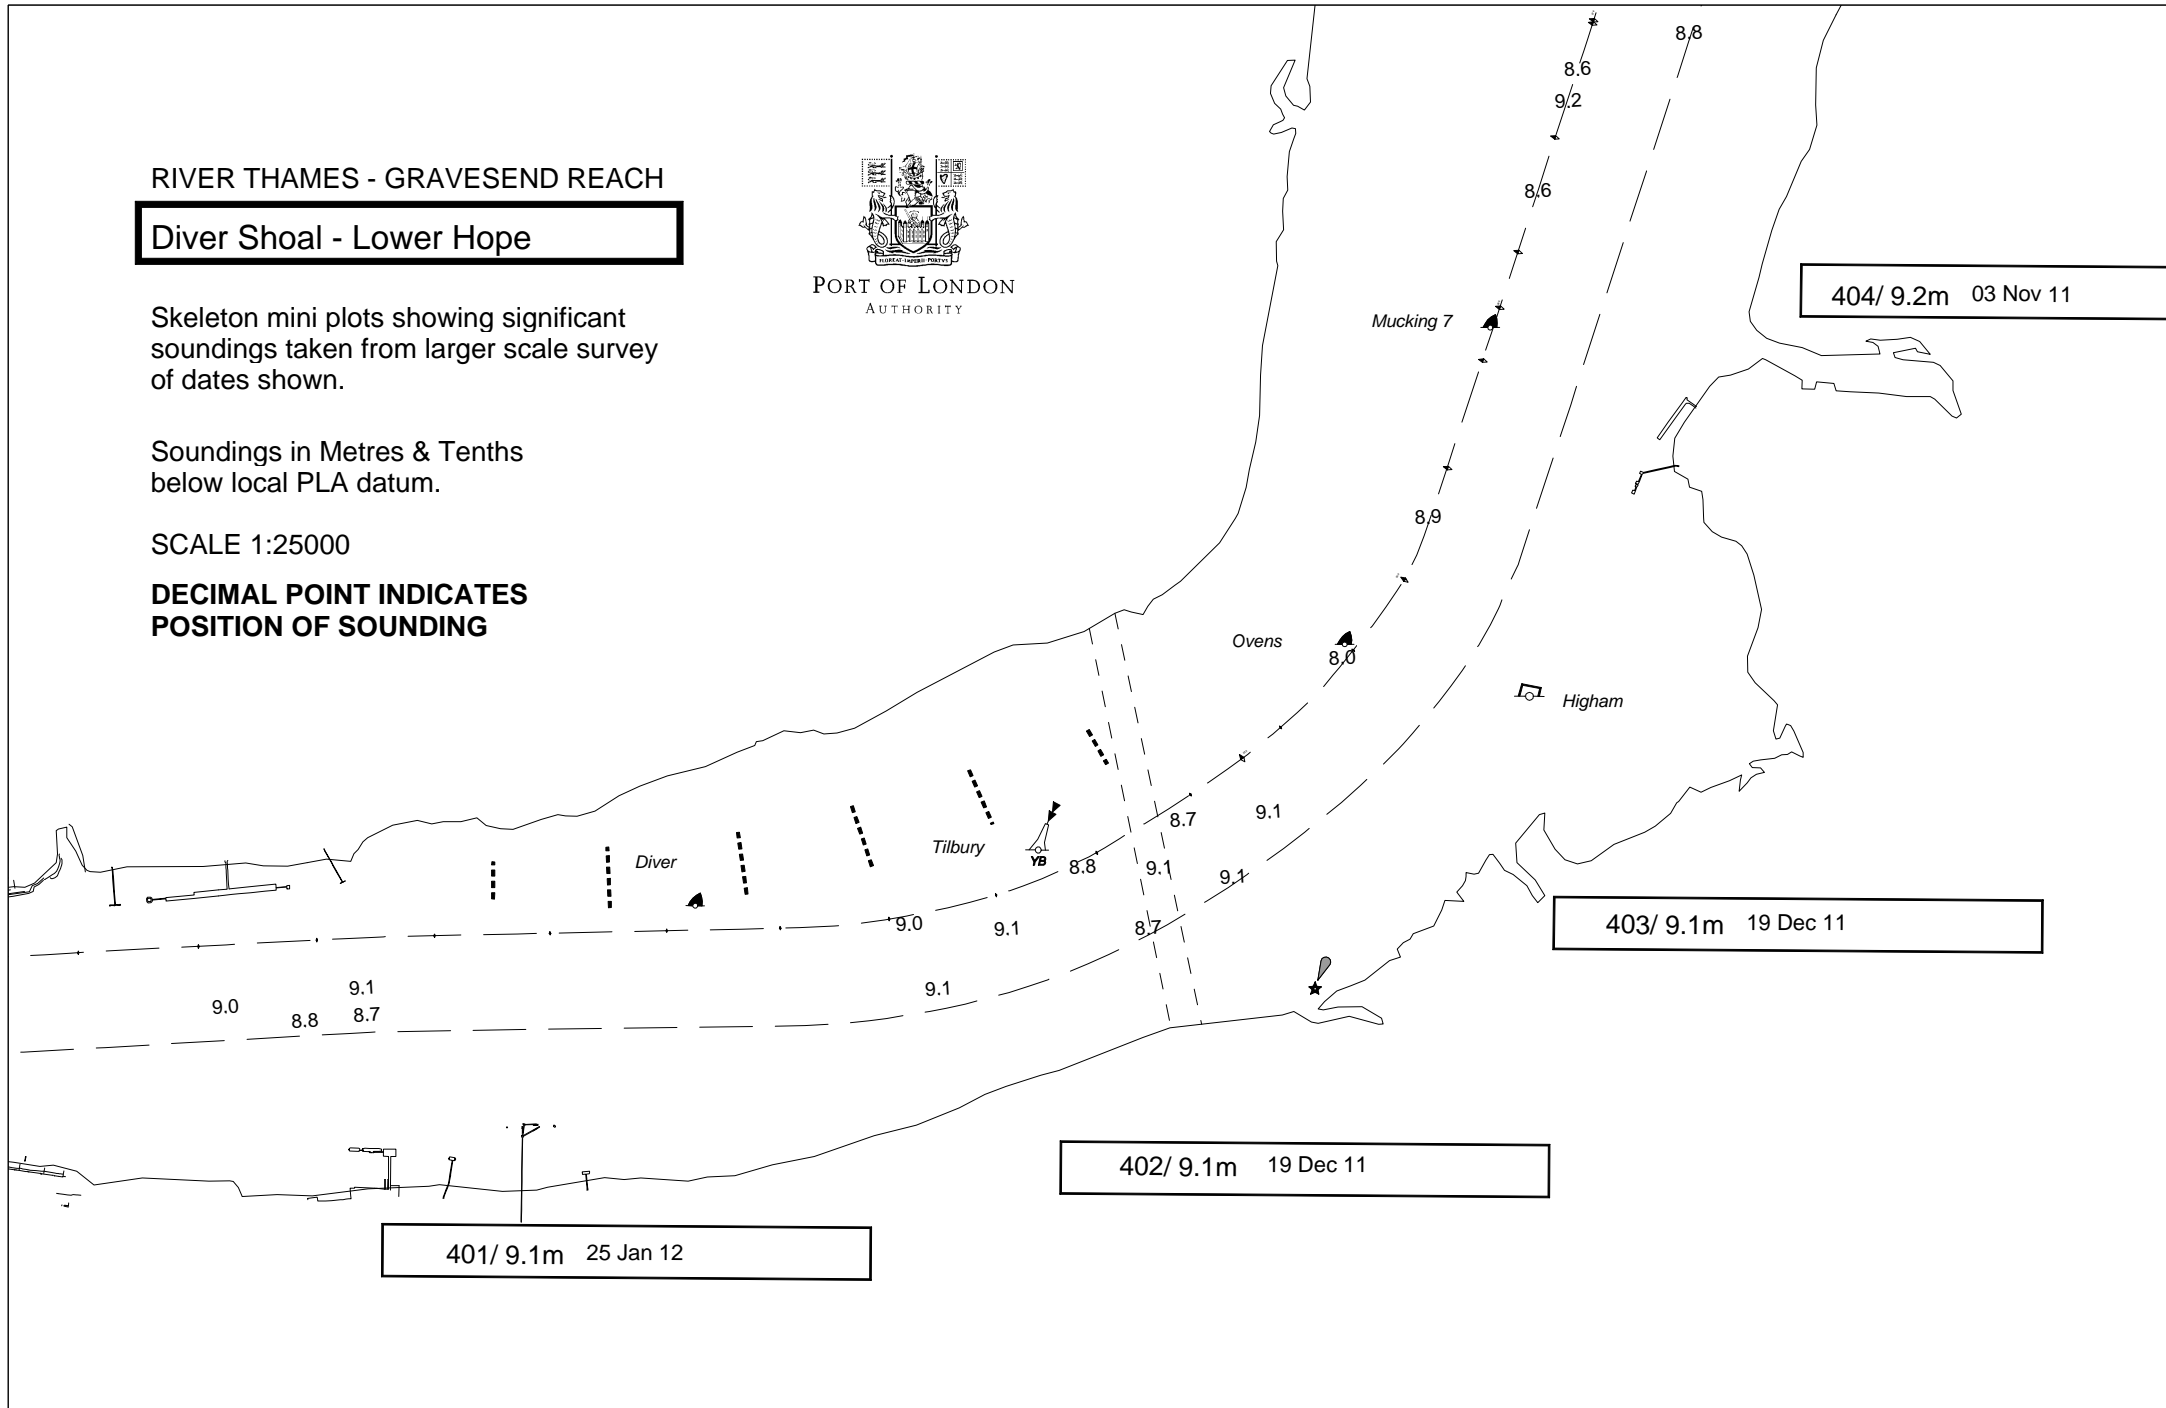 RIVER THAMES - GRAVESEND REACH
Diver Shoal - Lower Hope
Skeleton mini plots showing significant
soundings taken from larger scale survey
of dates shown.
Soundings in Metres & Tenths
below local PLA datum.
SCALE 1:25000
DECIMAL POINT INDICATES
POSITION OF SOUNDING
FLOREAT IMPERII PORTVS
PORT OF LONDON
AUTHORITY
8.8
8.6
9.2
8.6
404/ 9.2m 03 Nov 11
Mucking 7
8.9
Ovens
8.0
Higham
9.1
8.7
Tilbury
YB
Diver
8.8
9.1
9.1
9.0
9.1
8.7
403/ 9.1m 19 Dec 11
9.1
9.1
9.0
8.8
8.7
402/ 9.1m 19 Dec 11
401/ 9.1m 25 Jan 12